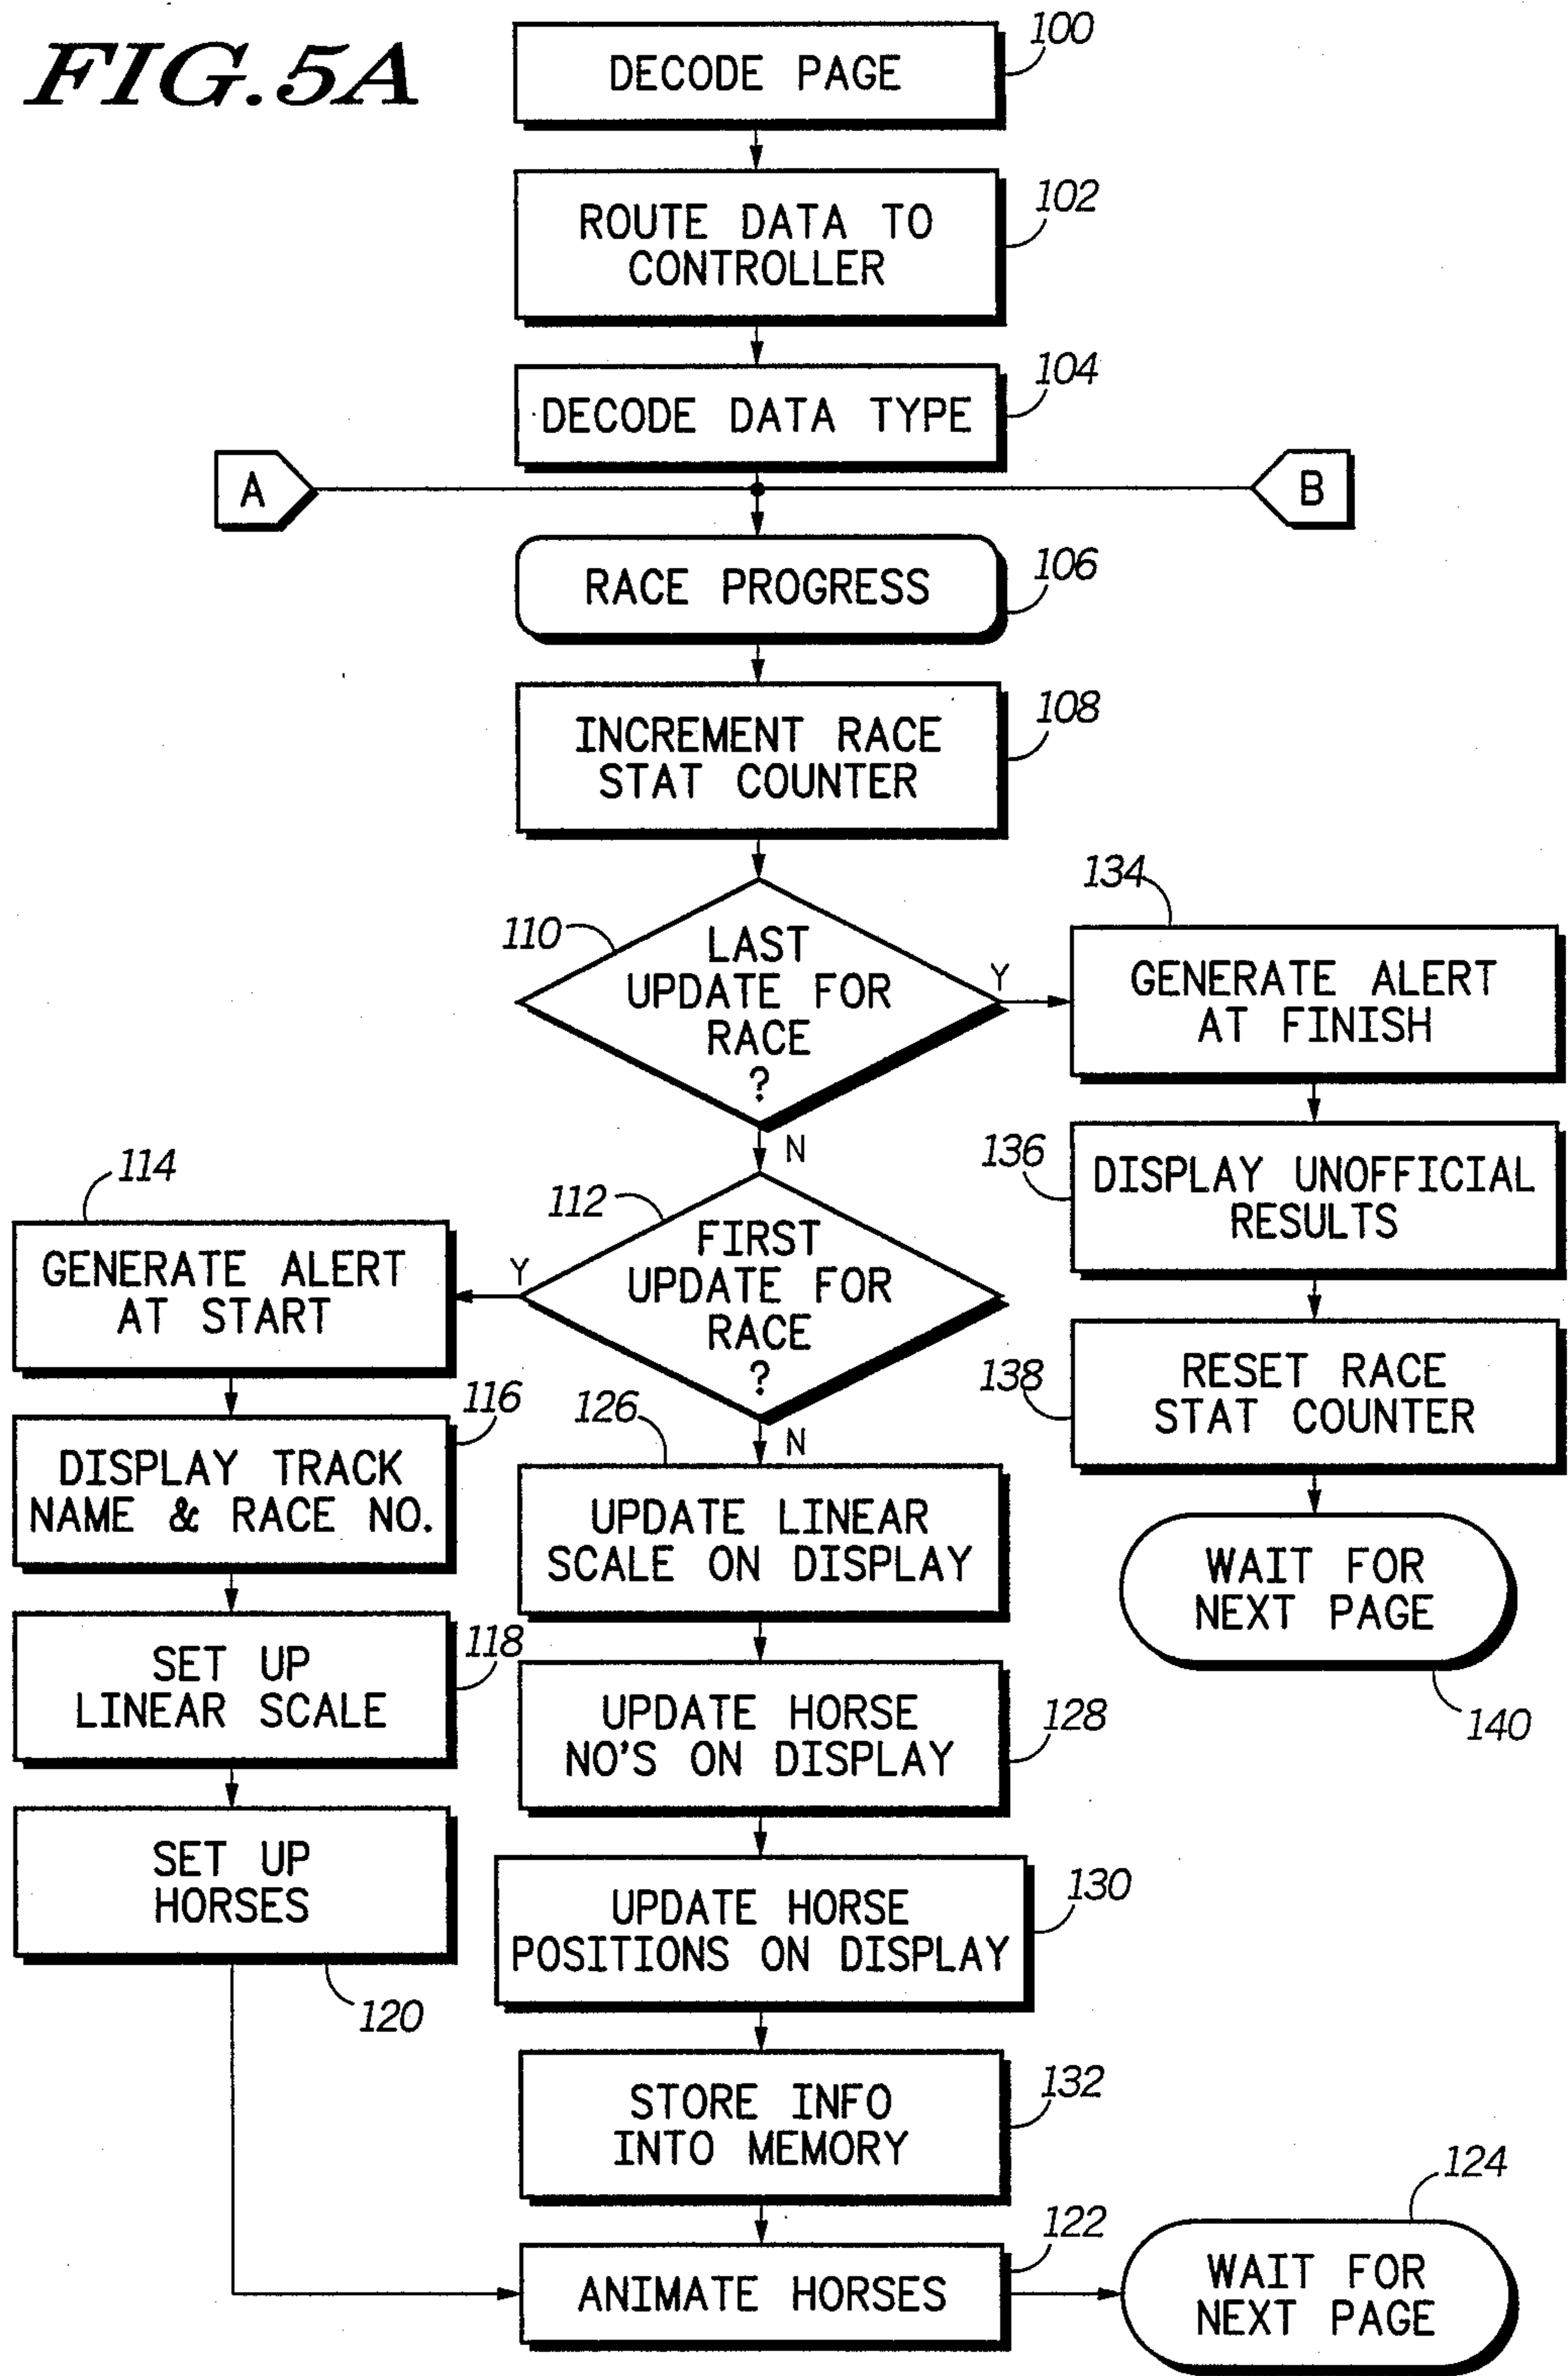 FIG.5A
100
DECODE PAGE
102
ROUTE DATA TO
CONTROLLER
104
DECODE DATA TYPE
A
B
106
RACE PROGRESS
108
INCREMENT RACE
STAT COUNTER
110
LAST
UPDATE FOR
RACE
?
Y
N
134
GENERATE ALERT
AT FINISH
136
DISPLAY UNOFFICIAL
RESULTS
138
RESET RACE
STAT COUNTER
WAIT FOR
NEXT PAGE
140
112
FIRST
UPDATE FOR
RACE
?
Y
N
114
GENERATE ALERT
AT START
116
DISPLAY TRACK
NAME & RACE NO.
118
SET UP
LINEAR SCALE
SET UP
HORSES
120
126
UPDATE LINEAR
SCALE ON DISPLAY
128
UPDATE HORSE
NO'S ON DISPLAY
130
UPDATE HORSE
POSITIONS ON DISPLAY
132
STORE INFO
INTO MEMORY
122
ANIMATE HORSES
124
WAIT FOR
NEXT PAGE